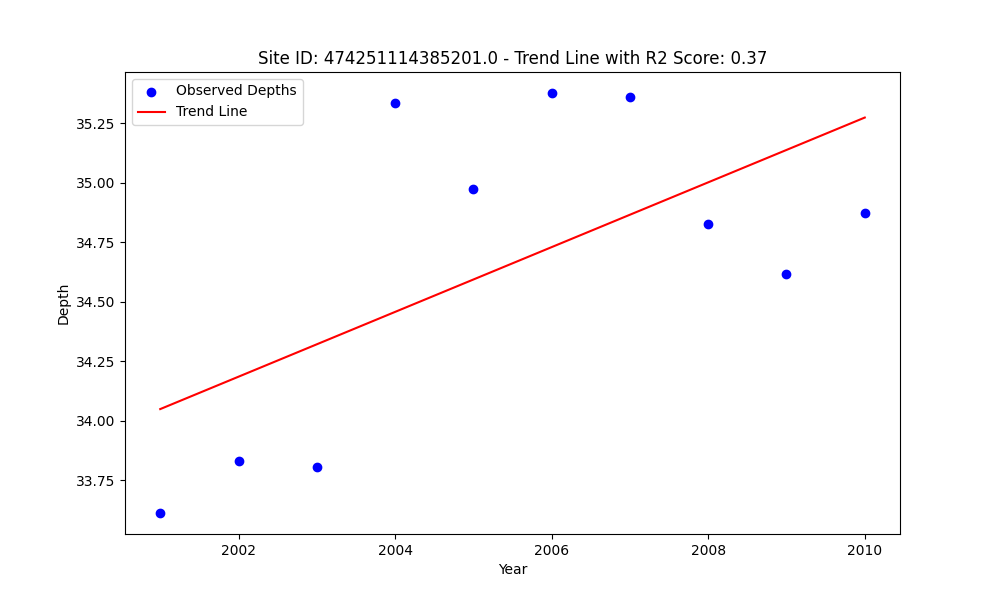 Site ID: 474251114385201.0 - Trend Line with R2 Score: 0.37
Observed Depths
Trend Line
35.25
35.00
34.75
34.50
34.25
34.00
33.75
Depth
2002
2004
2006
2008
2010
Year